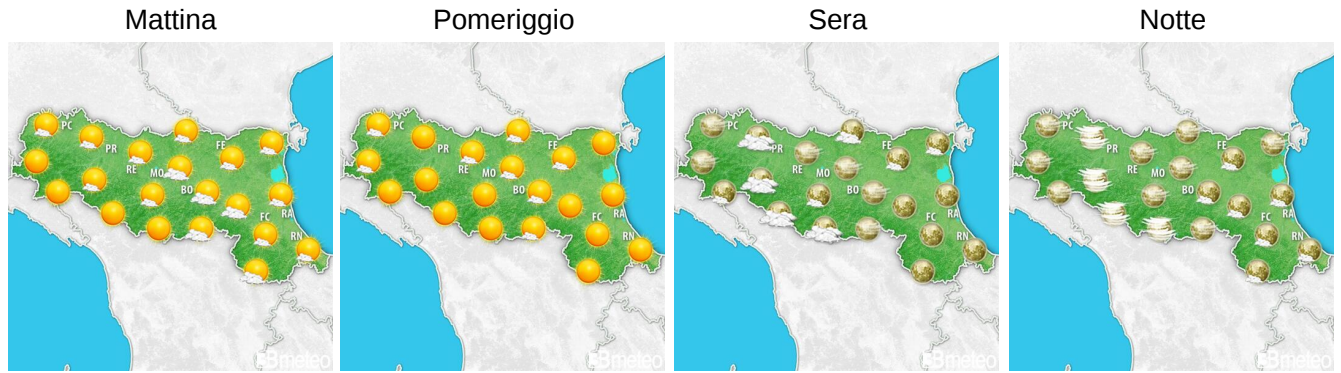 Mattina
Pomeriggio
Sera
Notte
PC
PR
RE
MO
BO
FE
FC
RA
RN
3Bmeteo
PC
PR
RE
MO
BO
FE
FC
RA
RN
3Bmeteo
PC
PR
RE
MO
BO
FE
FC
RA
RN
3Bmeteo
PC
PR
RE
MO
BO
FE
FC
RA
RN
3Bmeteo